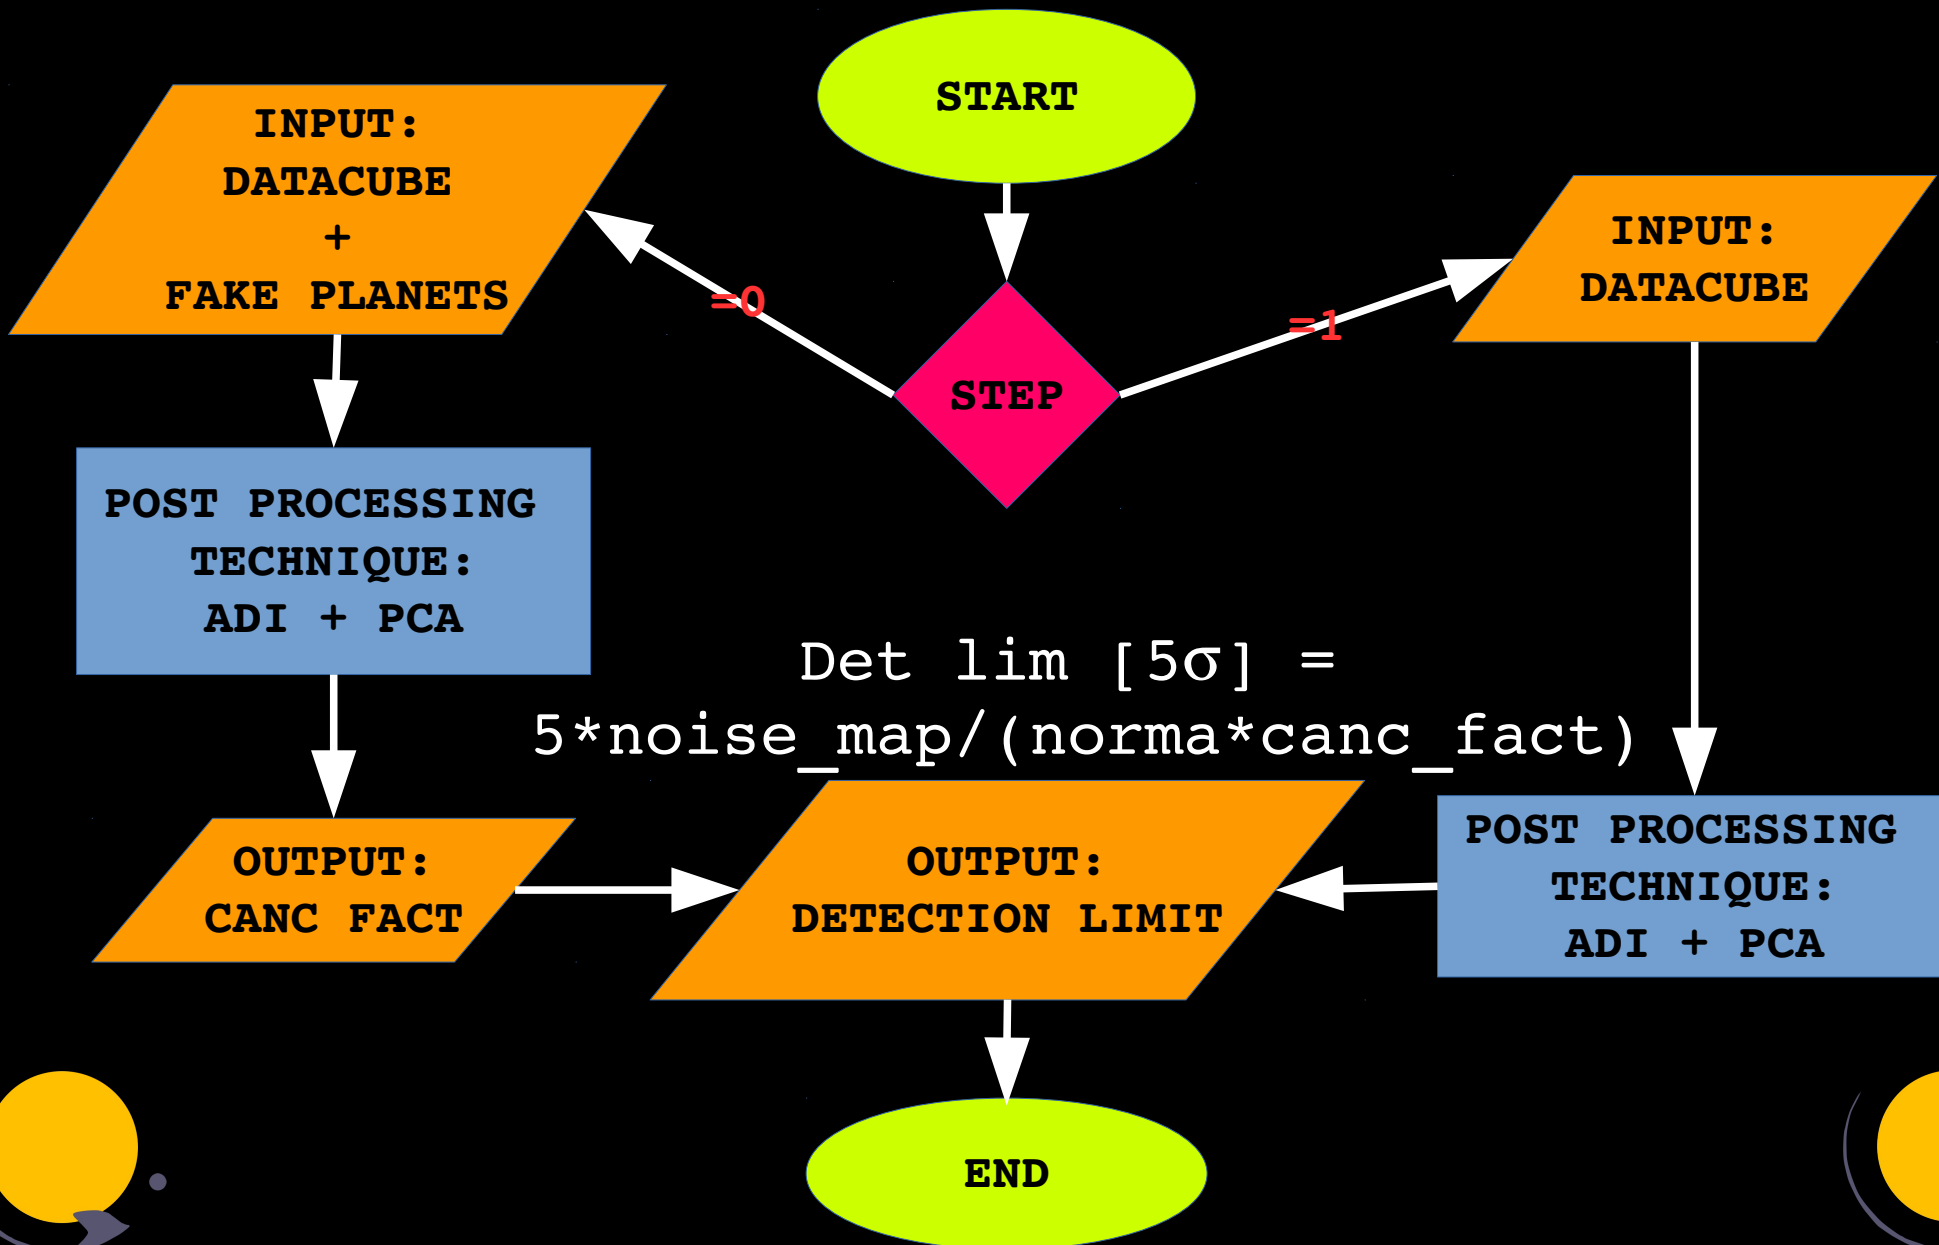 START
INPUT:
DATACUBE
+
FAKE PLANETS
INPUT:
DATACUBE
=0
=1
STEP
POST PROCESSING
TECHNIQUE:
ADI + PCA
Det lim [5σ] =
5*noise_map/(norma*canc_fact)
OUTPUT:
CANC FACT
OUTPUT:
DETECTION LIMIT
POST PROCESSING
TECHNIQUE:
ADI + PCA
END